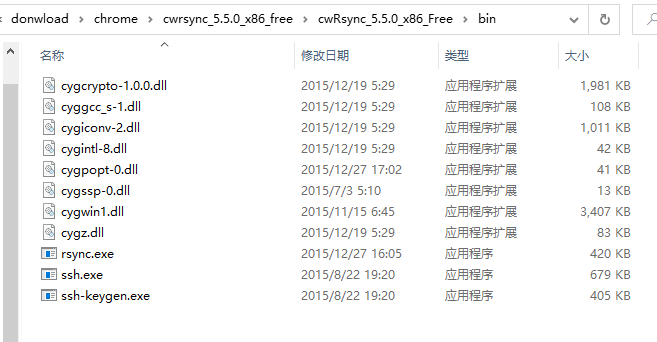 donwload > chrome > cwrsync_5.5.0_x86_free > cwRsync_5.5.0_x86_Free > bin
名称 修改日期 类型 大小
cygcrypto-1.0.0.dll 2015/12/19 5:29 应用程序扩展 1,981 KB
cyggcc_s-1.dll 2015/12/19 5:29 应用程序扩展 108 KB
cygiconv-2.dll 2015/12/19 5:29 应用程序扩展 1,011 KB
cygintl-8.dll 2015/12/19 5:29 应用程序扩展 42 KB
cygpopt-0.dll 2015/12/27 17:02 应用程序扩展 41 KB
cygssp-0.dll 2015/7/3 5:10 应用程序扩展 13 KB
cygwin1.dll 2015/11/15 6:45 应用程序扩展 3,407 KB
cygz.dll 2015/12/19 5:29 应用程序扩展 83 KB
rsync.exe 2015/12/27 16:05 应用程序 420 KB
ssh.exe 2015/8/22 19:20 应用程序 679 KB
ssh-keygen.exe 2015/8/22 19:20 应用程序 405 KB